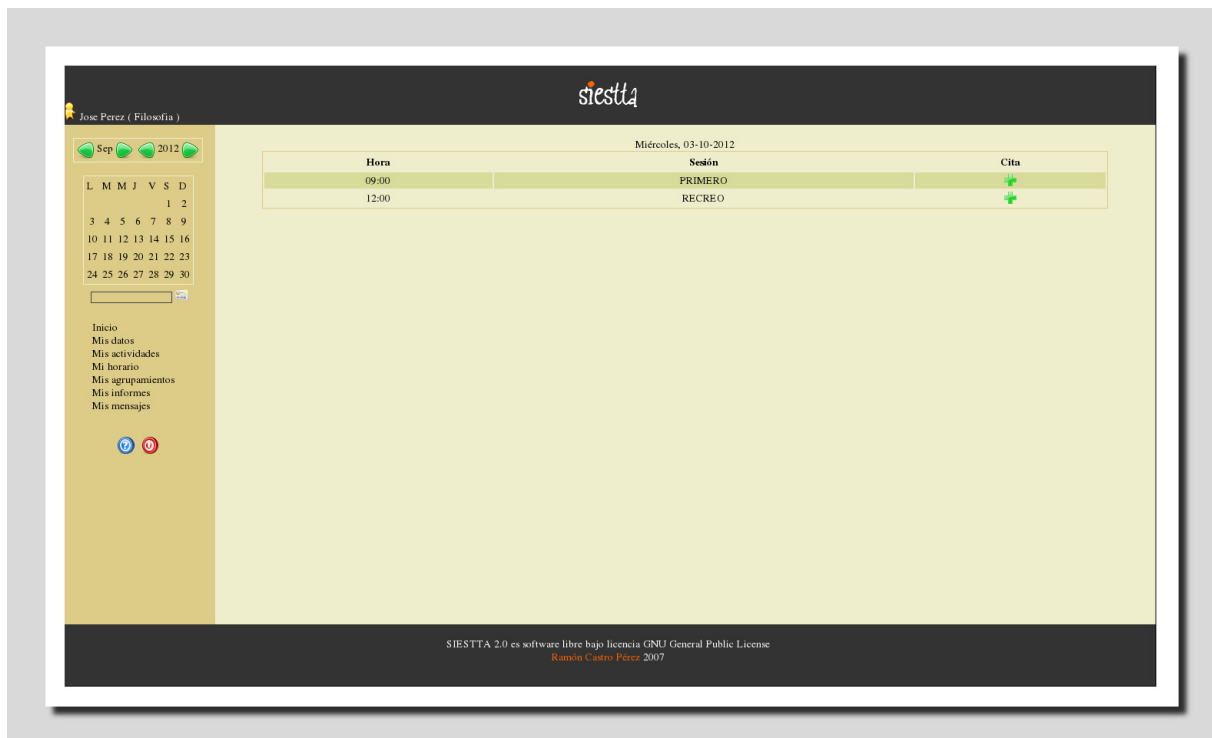 siestta
Jose Perez ( Filosofia )
Sep 2012
L M M J V S D
1 2
3 4 5 6 7 8 9
10 11 12 13 14 15 16
17 18 19 20 21 22 23
24 25 26 27 28 29 30
Inicio
Mis datos
Mis actividades
Mi horario
Mis agrupamientos
Mis informes
Mis mensajes
Miércoles, 03-10-2012
Hora Sesión Cita
09:00 PRIMERO
12:00 RECREO
SIESTTA 2.0 es software libre bajo licencia GNU General Public License
Ramón Castro Pérez 2007